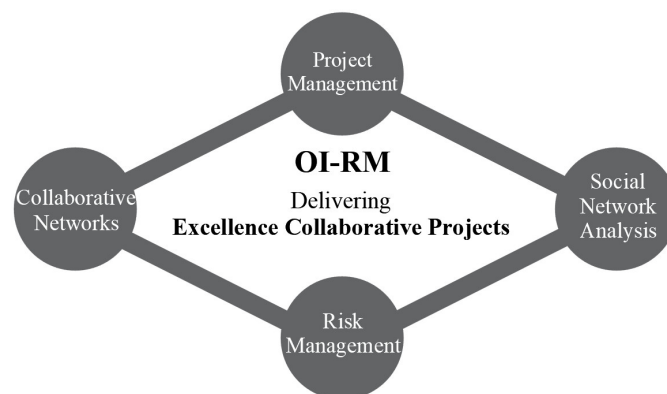 Project
Management
OI-RM
Delivering
Excellence Collaborative Projects
Collaborative
Networks
Social
Network
Analysis
Risk
Management